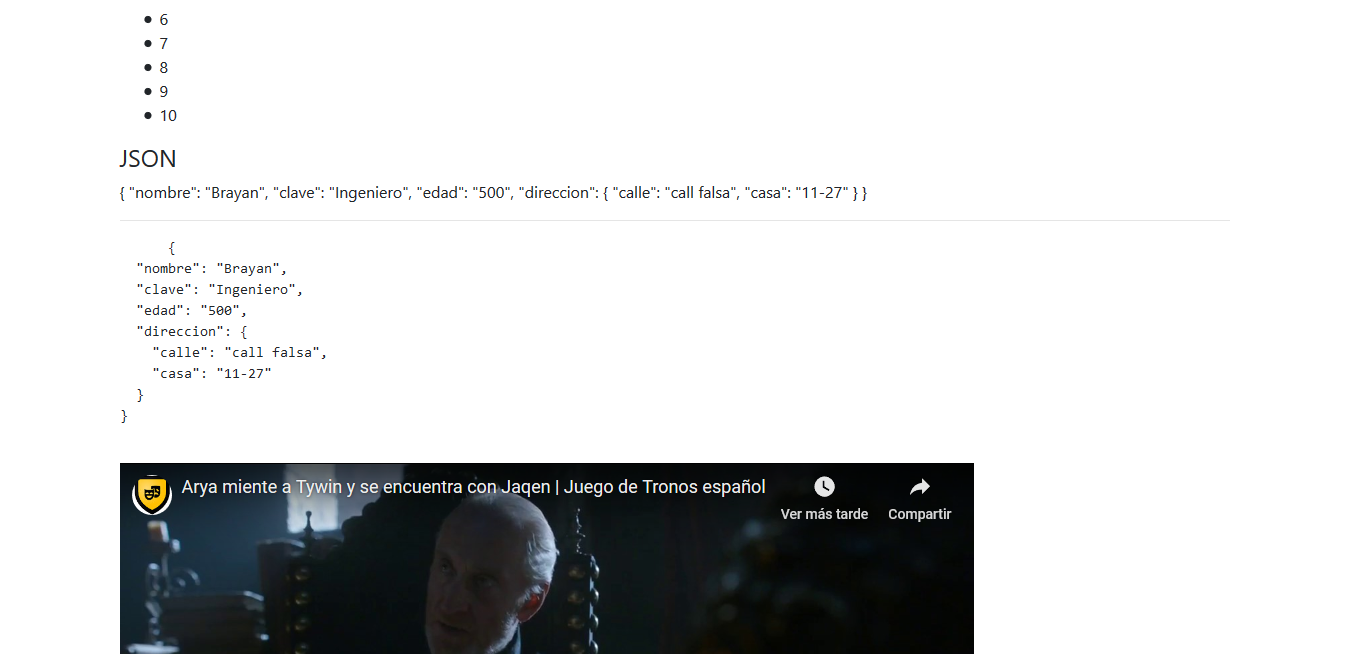 6
7
8
9
10
JSON
{ "nombre": "Brayan", "clave": "Ingeniero", "edad": "500", "direccion": { "calle": "call falsa", "casa": "11-27" } }
{
"nombre": "Brayan",
"clave": "Ingeniero",
"edad": "500",
"direccion": {
"calle": "call falsa",
"casa": "11-27"
}
}
Arya miente a Tywin y se encuentra con Jaqen | Juego de Tronos español
Ver más tarde
Compartir